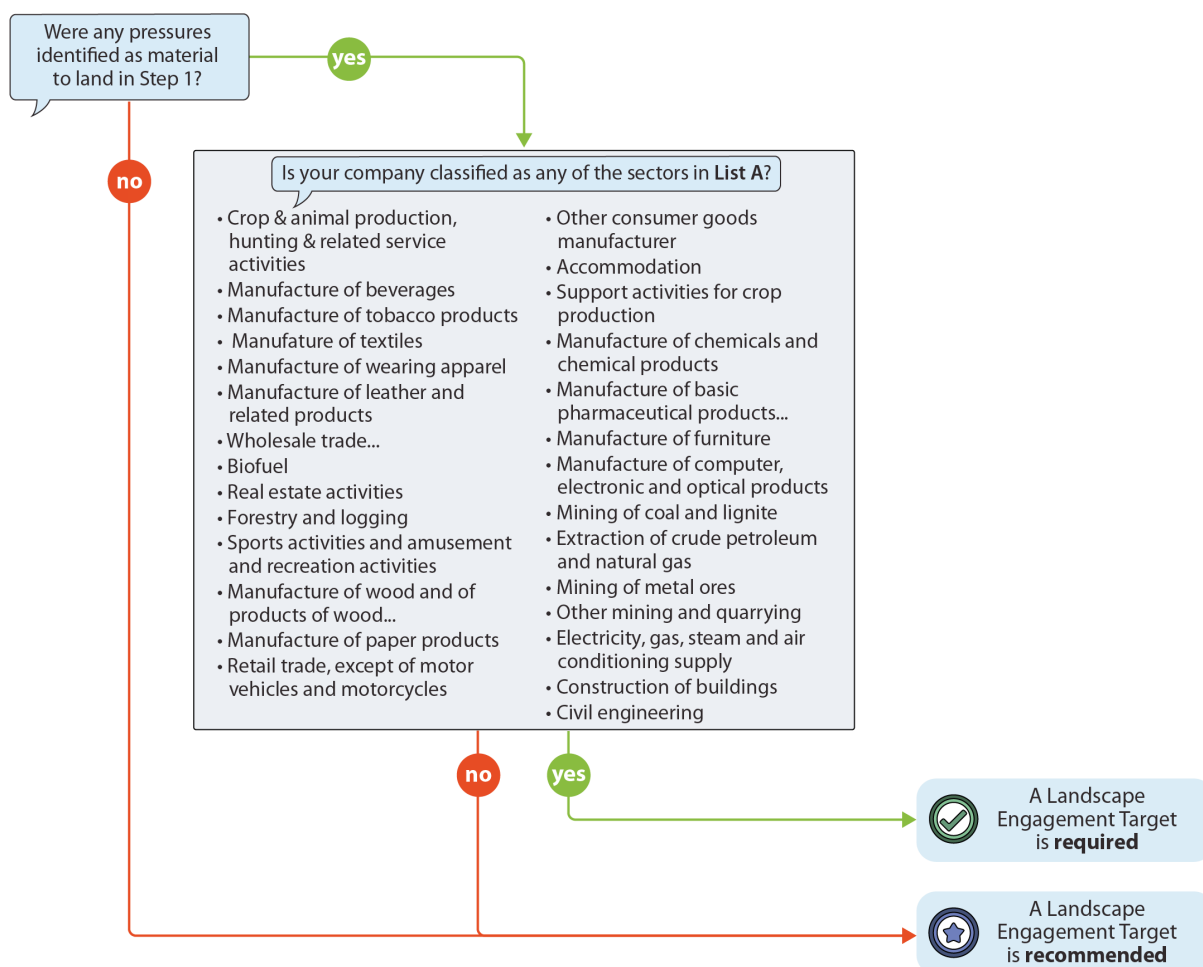 Were any pressures
identified as material
to land in Step 1?
yes
no
Is your company classified as any of the sectors in List A?
• Crop & animal production,
hunting & related service
activities
• Manufacture of beverages
• Manufacture of tobacco products
• Manufature of textiles
• Manufacture of wearing apparel
• Manufacture of leather and
related products
• Wholesale trade...
• Biofuel
• Real estate activities
• Forestry and logging
• Sports activities and amusement
and recreation activities
• Manufacture of wood and of
products of wood...
• Manufacture of paper products
• Retail trade, except of motor
vehicles and motorcycles
• Other consumer goods
manufacturer
• Accommodation
• Support activities for crop
production
• Manufacture of chemicals and
chemical products
• Manufacture of basic
pharmaceutical products...
• Manufacture of furniture
• Manufacture of computer,
electronic and optical products
• Mining of coal and lignite
• Extraction of crude petroleum
and natural gas
• Mining of metal ores
• Other mining and quarrying
• Electricity, gas, steam and air
conditioning supply
• Construction of buildings
• Civil engineering
no
yes
A Landscape
Engagement Target
is required
A Landscape
Engagement Target
is recommended